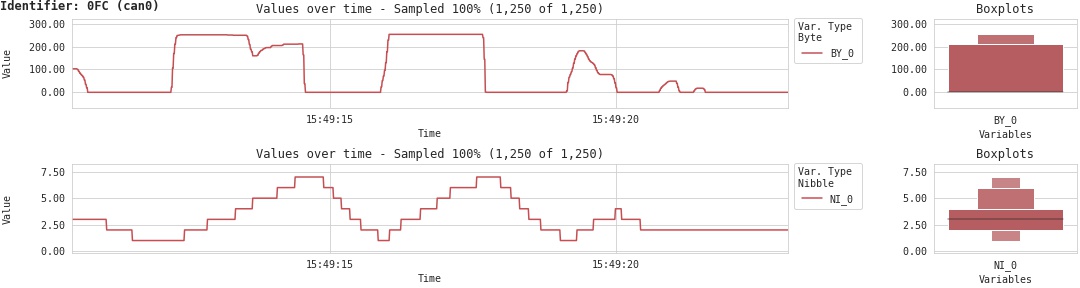 Identifier: 0FC (can0)
Values over time - Sampled 100% (1,250 of 1,250)
Boxplots
300.00
200.00
100.00
0.00
Value
15:49:15
15:49:20
Time
Var. Type
Byte
BY_0
300.00
200.00
100.00
0.00
BY_0
Variables
Values over time - Sampled 100% (1,250 of 1,250)
Boxplots
7.50
5.00
2.50
0.00
Value
15:49:15
15:49:20
Time
Var. Type
Nibble
NI_0
7.50
5.00
2.50
0.00
NI_0
Variables